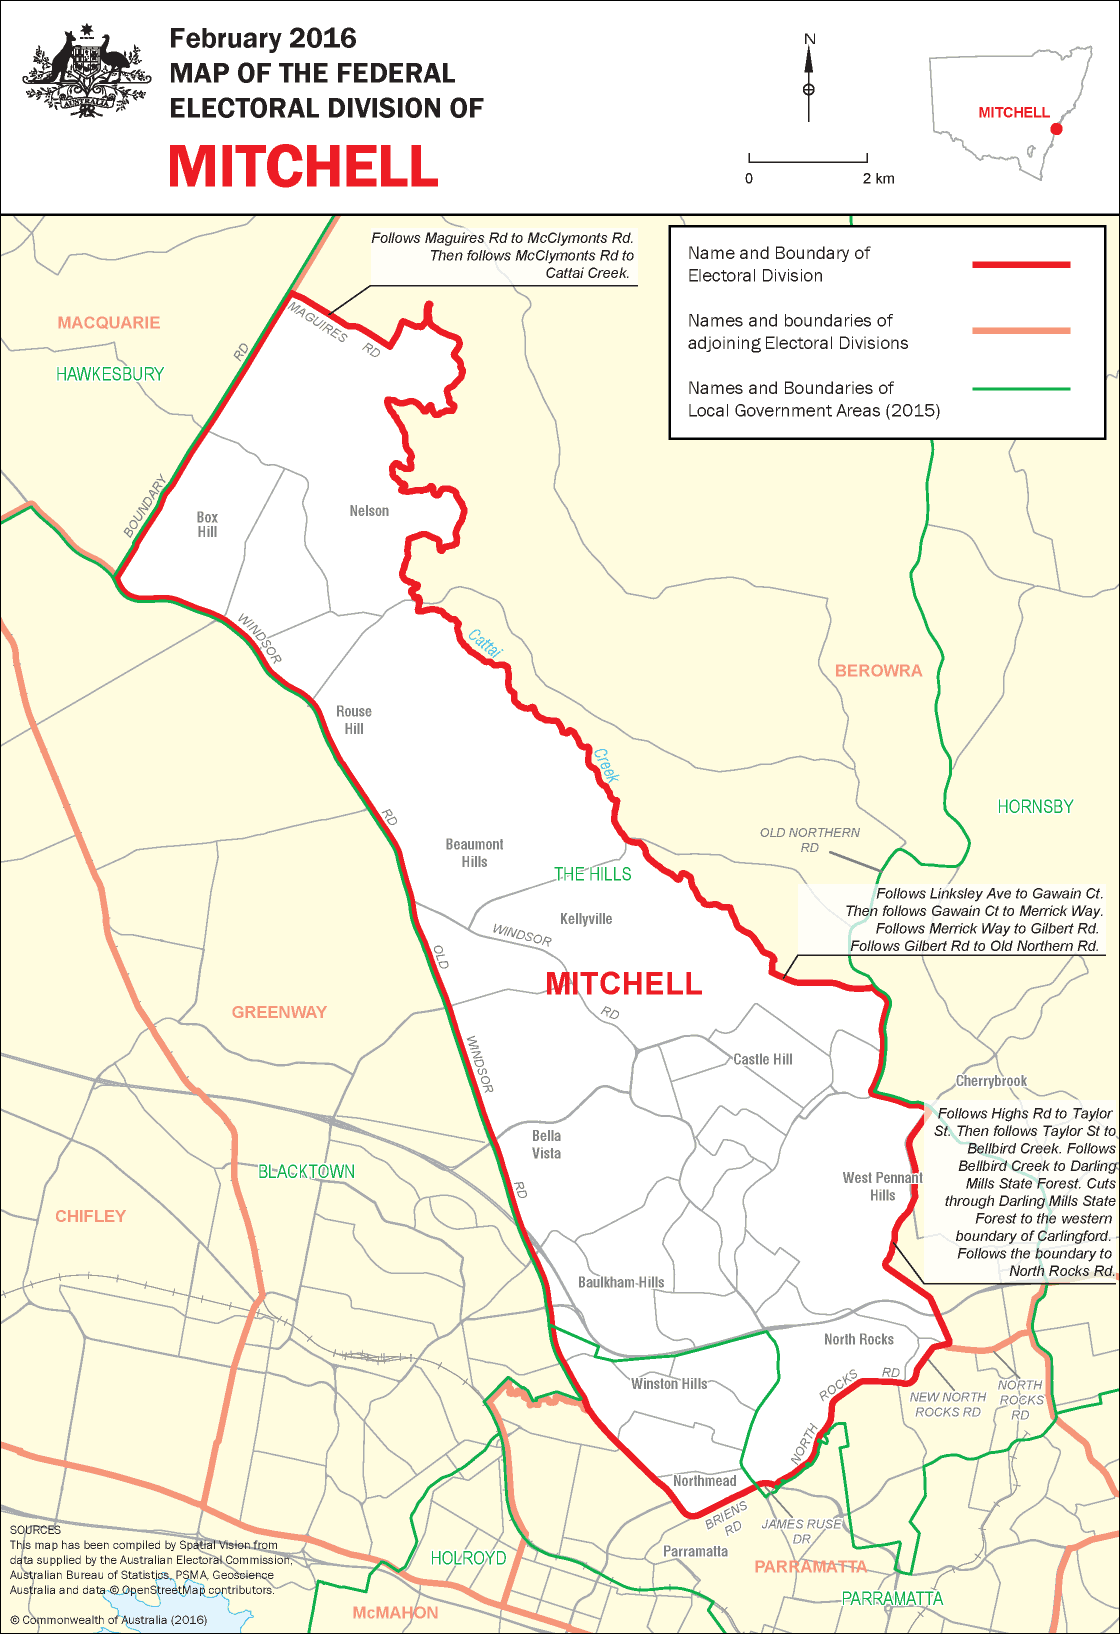 February 2016
MAP OF THE FEDERAL
ELECTORAL DIVISION OF
MITCHELL
AUSTRALIA
N
0 2 km
MITCHELL
Follows Maguires Rd to McClymonts Rd.
Then follows McClymonts Rd to
Cattai Creek.
Name and Boundary of
Electoral Division
Names and boundaries of
adjoining Electoral Divisions
Names and Boundaries of
Local Government Areas (2015)
MACQUARIE
HAWKESBURY
RD
MAGUIRES RD
BOUNDARY
Box
Hill
Nelson
WINDSOR
Cattai
BEROWRA
Rouse
Hill
Creek
RD
HORNSBY
OLD NORTHERN
RD
Beaumont
Hills
THE HILLS
Follows Linksley Ave to Gawain Ct.
Then follows Gawain Ct to Merrick Way.
Follows Merrick Way to Gilbert Rd.
Follows Gilbert Rd to Old Northern Rd.
Kellyville
WINDSOR
OLD
MITCHELL
RD
GREENWAY
WINDSOR
Castle Hill
Cherrybrook
Follows Highs Rd to Taylor
St. Then follows Taylor St to
Bellbird Creek. Follows
Bellbird Creek to Darling
Mills State Forest. Cuts
through Darling Mills State
Forest to the western
boundary of Carlingford.
Follows the boundary to
North Rocks Rd.
Bella
Vista
BLACKTOWN
RD
West Pennant
Hills
CHIFLEY
Baulkham Hills
North Rocks
Winston Hills
ROCKS RD
NORTH
NEW NORTH
ROCKS RD
NORTH
ROCKS
RD
Northmead
BRIENS
RD
JAMES RUSE
DR
Parramatta
PARRAMATTA
HOLROYD
PARRAMATTA
McMAHON
SOURCES
This map has been compiled by Spatial Vision from
data supplied by the Australian Electoral Commission,
Australian Bureau of Statistics, PSMA, Geoscience
Australia and data © OpenStreetMap contributors.
© Commonwealth of Australia (2016)